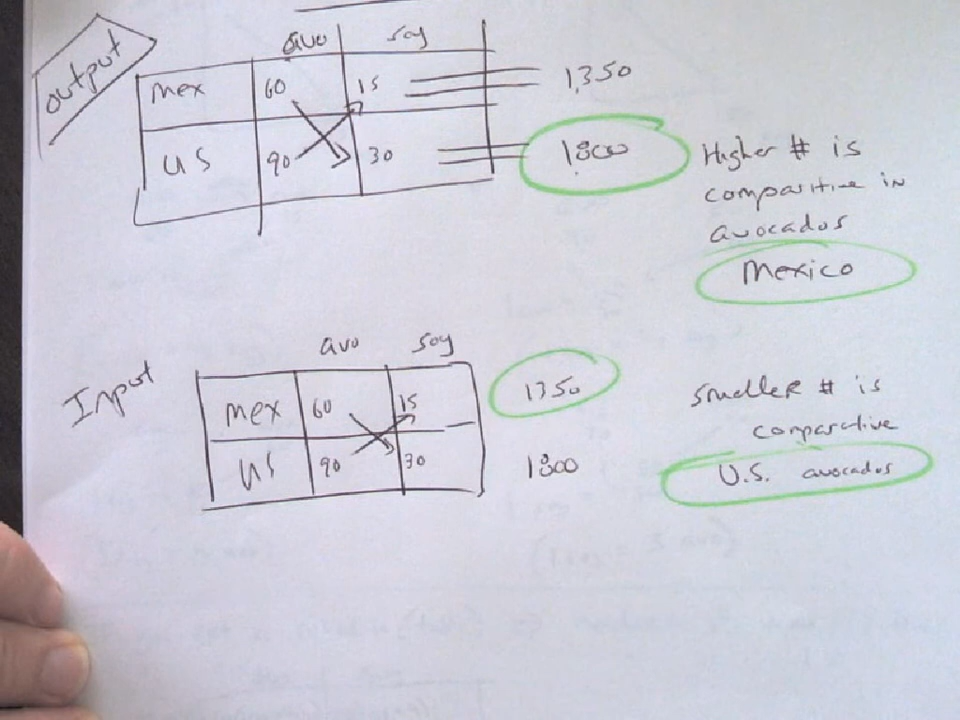 output
avo soy
Mex 60 15 1,350
US 90 30 1800
Higher # is
comparitive in
avocados
Mexico
Input
avo soy
Mex 60 15 1350
US 90 30 1800
Smaller # is
comparative
U.S. avocados